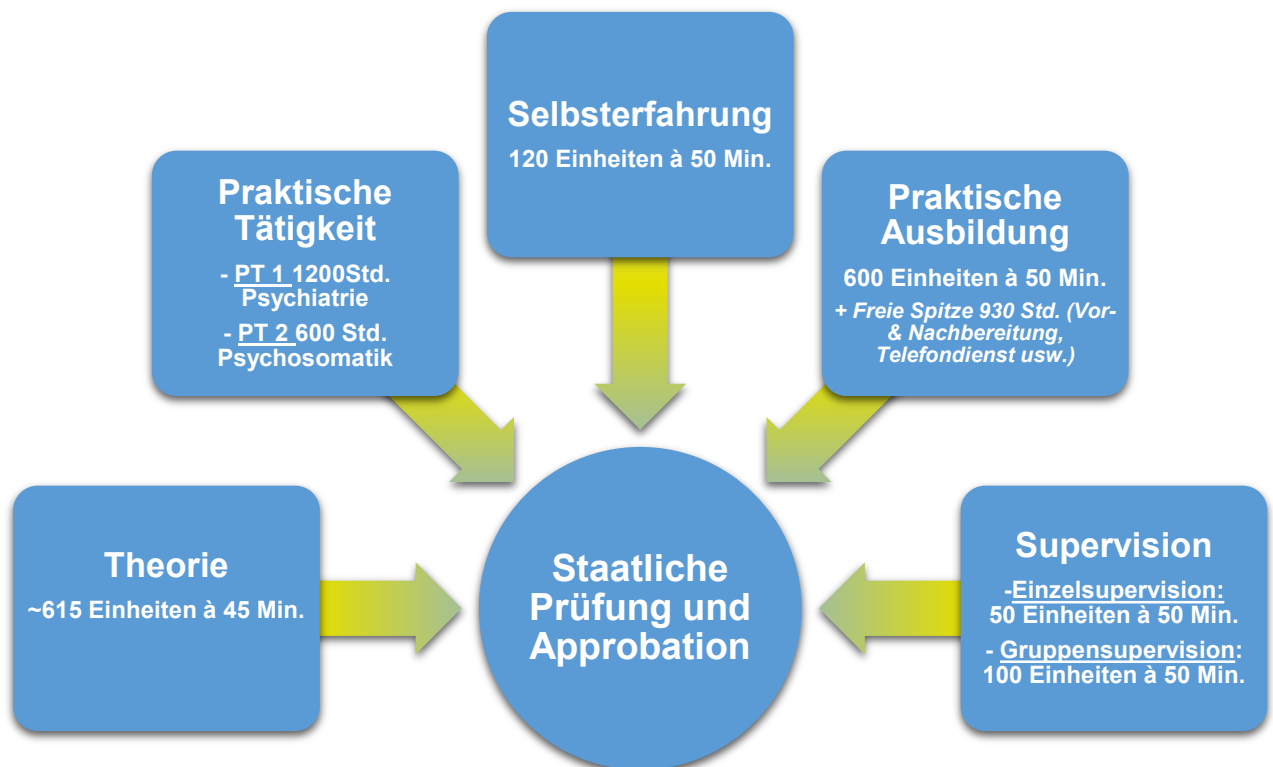 Selbsterfahrung
120 Einheiten à 50 Min.
Praktische
Tätigkeit
- PT 1 1200Std.
Psychiatrie
- PT 2 600 Std.
Psychosomatik
Praktische
Ausbildung
600 Einheiten à 50 Min.
+ Freie Spitze 930 Std. (Vor-
& Nachbereitung,
Telefondienst usw.)
Theorie
~615 Einheiten à 45 Min.
Staatliche
Prüfung und
Approbation
Supervision
-Einzelsupervision:
50 Einheiten à 50 Min.
- Gruppensupervision:
100 Einheiten à 50 Min.